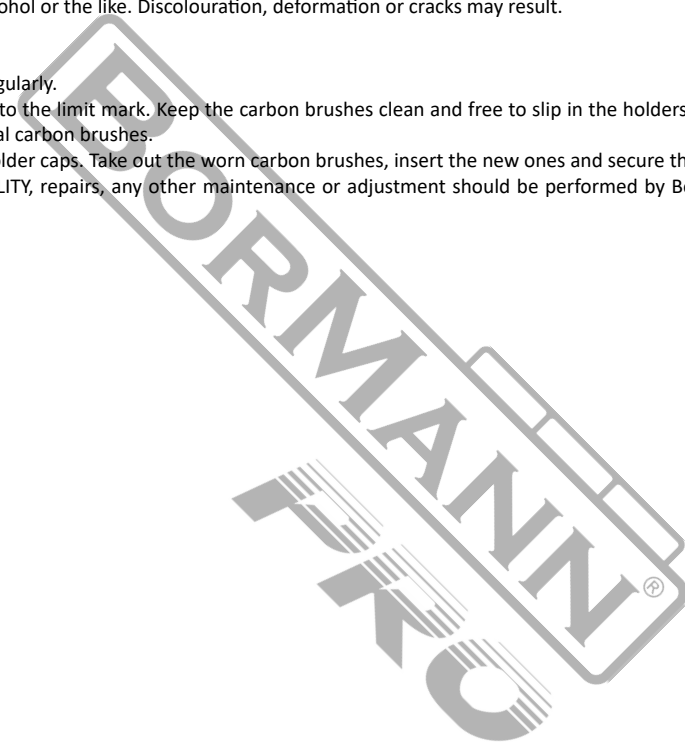 ohol or the like. Discolouration, deformation or cracks may result.
gularly.
to the limit mark. Keep the carbon brushes clean and free to slip in the holders
al carbon brushes.
older caps. Take out the worn carbon brushes, insert the new ones and secure th
LITY, repairs, any other maintenance or adjustment should be performed by Bo
BORMANN®
PRO